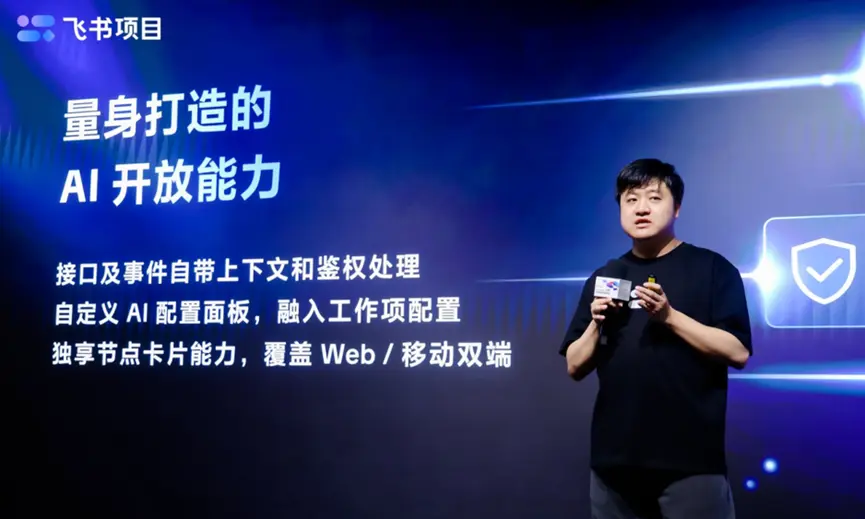 飞书项目
量身打造的
AI 开放能力
接口及事件自带上下文和鉴权处理
自定义 AI 配置面板，融入工作项配置
独享节点卡片能力，覆盖 Web / 移动双端